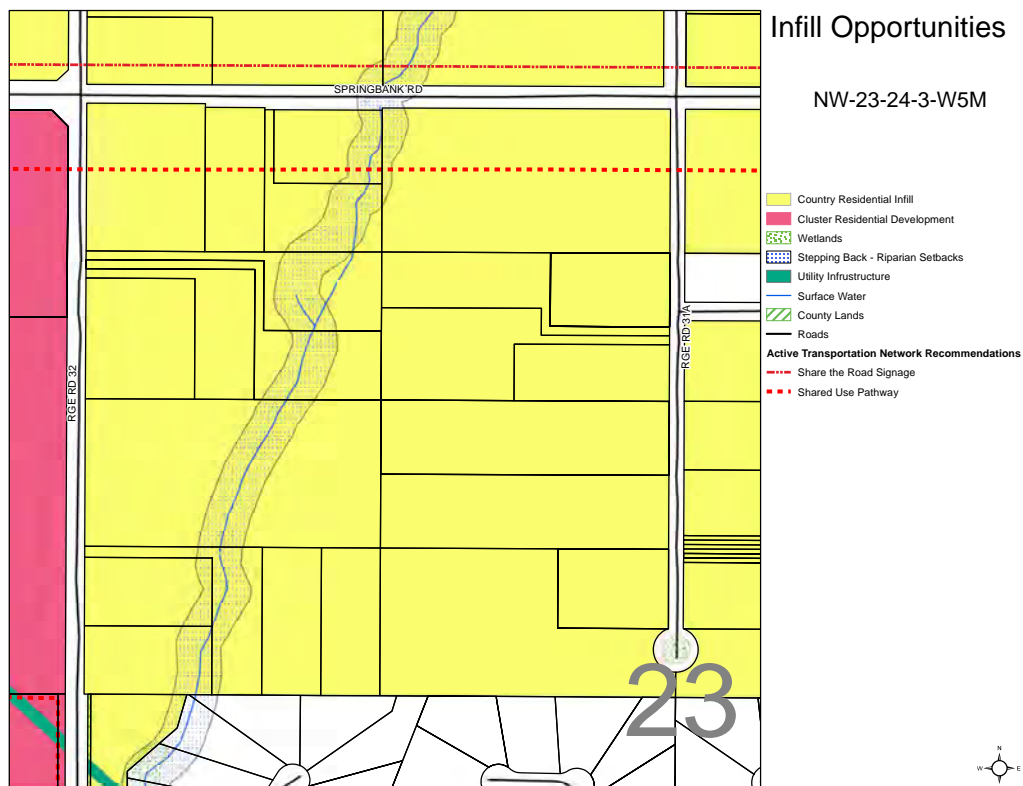 Infill Opportunities
NW-23-24-3-W5M
SPRINGBANK RD
RGE RD 32
RGE RD 31A
23
Country Residential Infill
Cluster Residential Development
Wetlands
Stepping Back - Riparian Setbacks
Utility Infrustructure
Surface Water
County Lands
Roads
Active Transportation Network Recommendations
Share the Road Signage
Shared Use Pathway
N
W
E
S